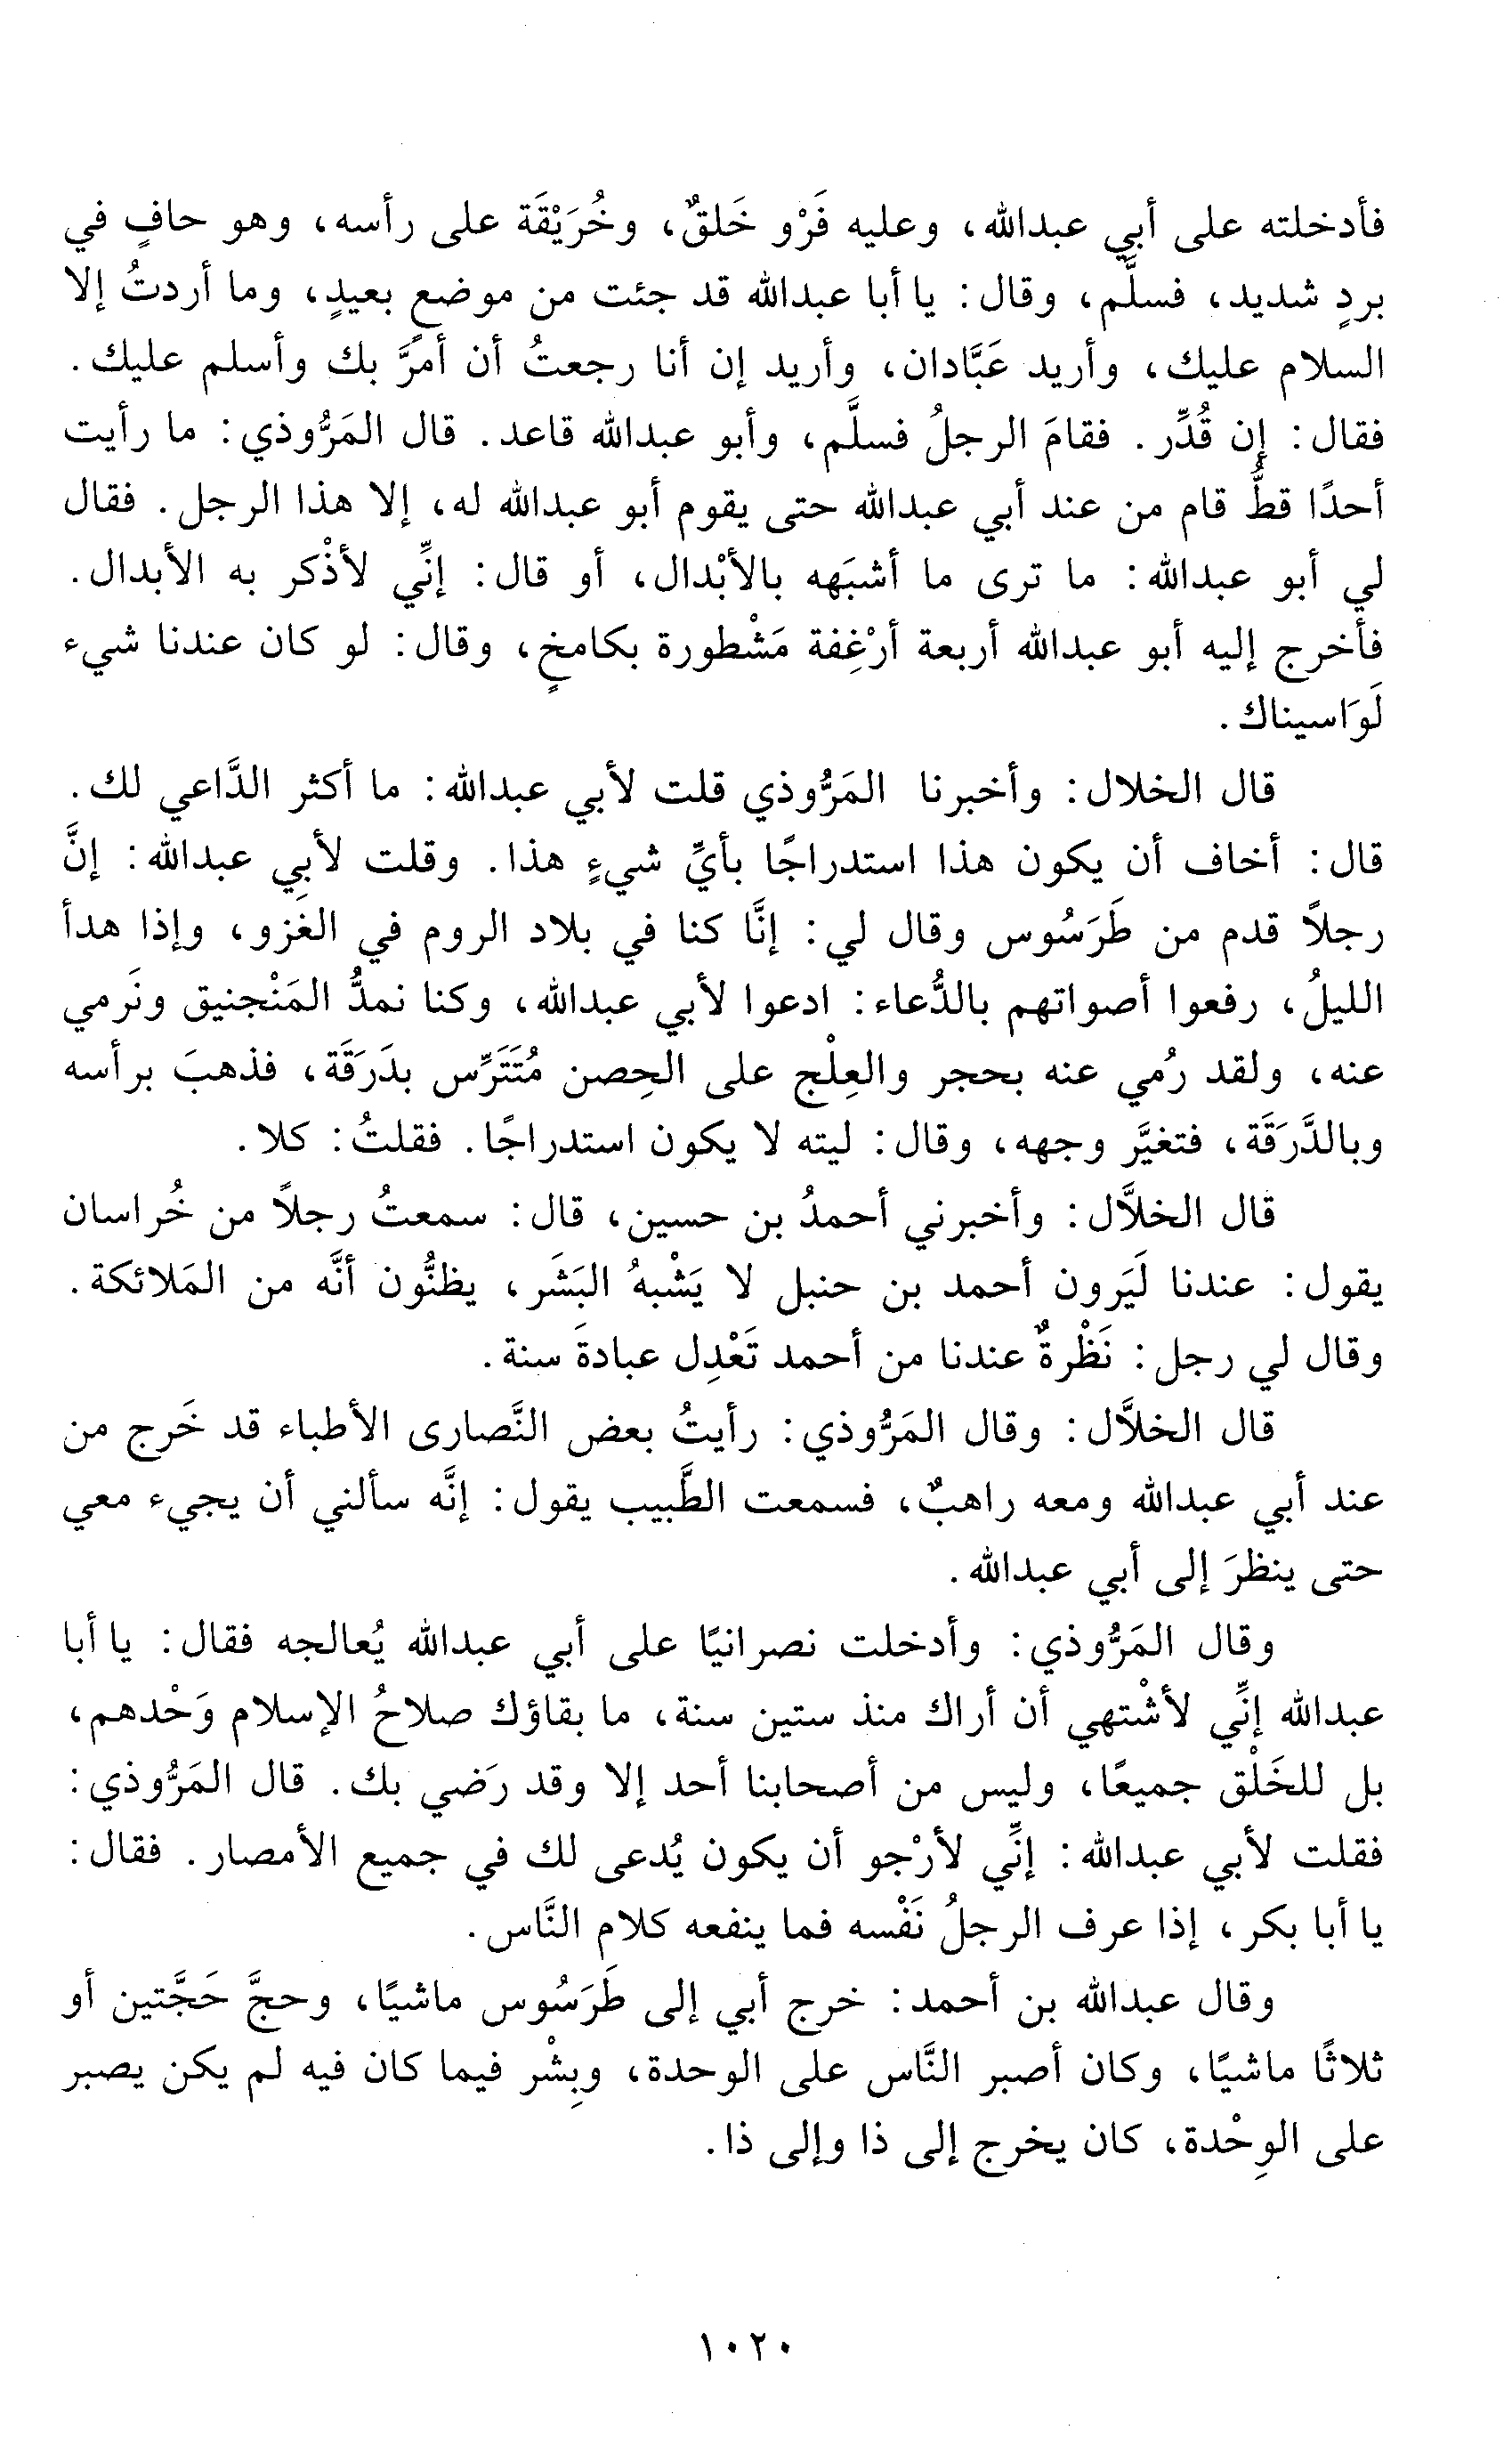 فأدخلته على أبي عبدالله، وعليه فَرْو خَلقٌ، وخُرَيْقَة على رأسه، وهو حافٍ في
بردٍ شديد، فسلَّم، وقال: يا أبا عبدالله قد جئت من موضعٍ بعيدٍ، وما أردتُ إلا
السلام عليك، وأريد عَبَّادان، وأريد إن أنا رجعتُ أن أمرَّ بك وأسلم عليك.
فقال: إن قُدِّر. فقامَ الرجلُ فسلَّم، وأبو عبدالله قاعد. قال المَرُّوذي: ما رأيت
أحدًا قطُّ قام من عند أبي عبدالله حتى يقوم أبو عبدالله له، إلا هذا الرجل. فقال
لي أبو عبدالله: ما ترى ما أشبَهه بالأبْدال، أو قال: إنِّي لأذْكر به الأبدال.
فأخرج إليه أبو عبدالله أربعة أرْغِفة مَشْطورة بكامخٍ، وقال: لو كان عندنا شيء
لَوَاسيناك.
قال الخلال: وأخبرنا المَرُّوذي قلت لأبي عبدالله: ما أكثر الدَّاعي لك.
قال: أخاف أن يكون هذا استدراجًا بأيِّ شيءٍ هذا. وقلت لأبِي عبدالله: إنَّ
رجلاً قدم من طَرَسُوس وقال لي: إنَّا كنا في بلاد الروم في الغَزو، وإذا هدأ
الليلُ، رفعوا أصواتهم بالدُّعاء: ادعوا لأبي عبدالله، وكنا نمدُّ المَنْجنيق ونَرمي
عنه، ولقد رُمي عنه بحجر والعِلْج على الحِصن مُتَتَرِّس بدَرَقَة، فذهبَ برأسه
وبالدَّرَقَة، فتغيَّر وجهه، وقال: ليته لا يكون استدراجًا. فقلتُ: كلا.
قال الخلاَّل: وأخبرني أحمدُ بن حسين، قال: سمعتُ رجلاً من خُراسان
يقول: عندنا لَيَرون أحمد بن حنبل لا يَشْبهُ البَشَر، يظنُّون أنَّه من المَلائكة.
وقال لي رجل: نَظْرةٌ عندنا من أحمد تَعْدِل عبادةَ سنة.
قال الخلاَّل: وقال المَرُّوذي: رأيتُ بعض النَّصارى الأطباء قد خَرج من
عند أبي عبدالله ومعه راهبٌ، فسمعت الطَّبيب يقول: إنَّه سألني أن يجيء معي
حتى ينظرَ إلى أبي عبدالله.
وقال المَرُّوذي: وأدخلت نصرانيًا على أبي عبدالله يُعالجه فقال: يا أبا
عبدالله إنِّي لأشْتهي أن أراك منذ ستين سنة، ما بقاؤك صلاحُ الإسلام وَحْدهم،
بل للخَلْق جميعًا، وليس من أصحابنا أحد إلا وقد رَضي بك. قال المَرُّوذي:
فقلت لأبي عبدالله: إنِّي لأرْجو أن يكون يُدعى لك في جميع الأمصار. فقال:
يا أبا بكر، إذا عرف الرجلُ نَفْسه فما ينفعه كلام النَّاس.
وقال عبدالله بن أحمد: خرج أبي إلى طَرَسُوس ماشيًا، وحجَّ حَجَّتين أو
ثلاثًا ماشيًا، وكان أصبر النَّاس على الوحدة، وبِشْر فيما كان فيه لم يكن يصبر
على الوِحْدة، كان يخرج إلى ذا وإلى ذا.
١٠٢٠